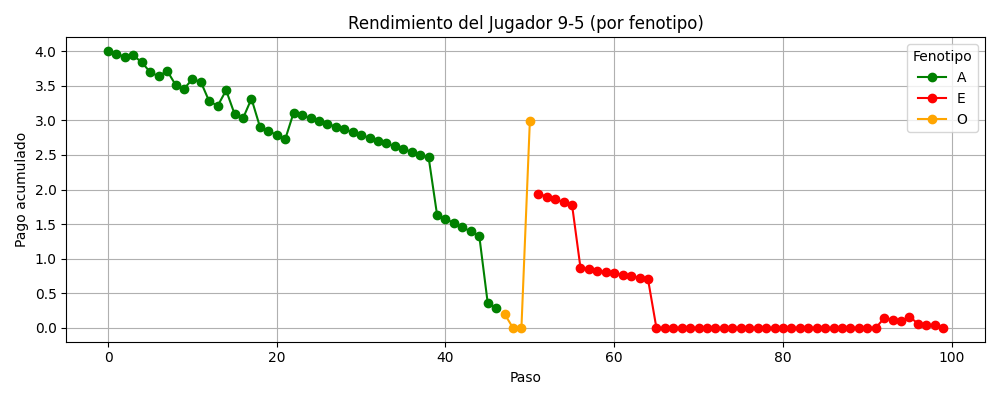 Rendimiento del Jugador 9-5 (por fenotipo)
Pago acumulado
4.0
3.5
3.0
2.5
2.0
1.5
1.0
0.5
0.0
Fenotipo
A
E
O
0 20 40 60 80 100
Paso